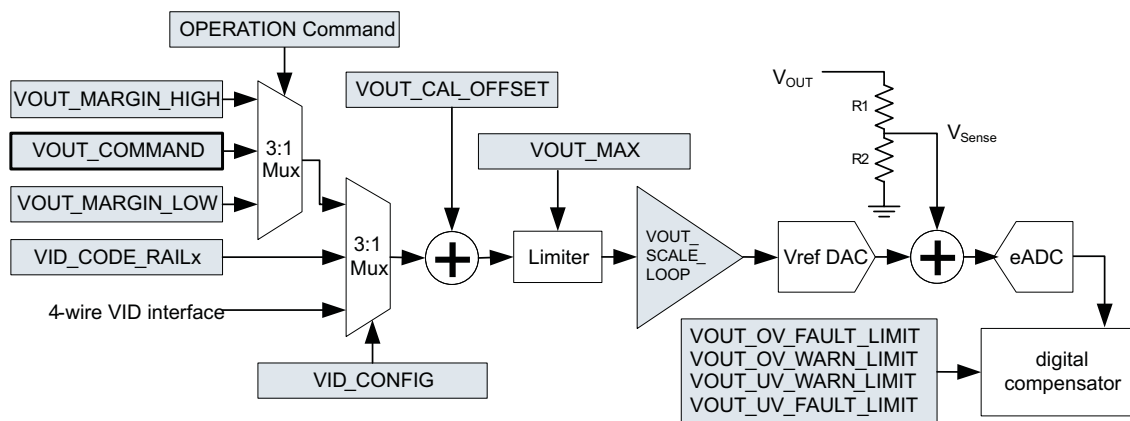 OPERATION Command
VOUT_MARGIN_HIGH
VOUT_COMMAND
VOUT_MARGIN_LOW
3:1
Mux
VID_CODE_RAILx
4-wire VID interface
3:1
Mux
VID_CONFIG
VOUT_CAL_OFFSET
+
VOUT_MAX
Limiter
VOUT_
SCALE_
LOOP
Vref DAC
VOUT
R1
R2
VSense
+
eADC
VOUT_OV_FAULT_LIMIT
VOUT_OV_WARN_LIMIT
VOUT_UV_WARN_LIMIT
VOUT_UV_FAULT_LIMIT
digital
compensator